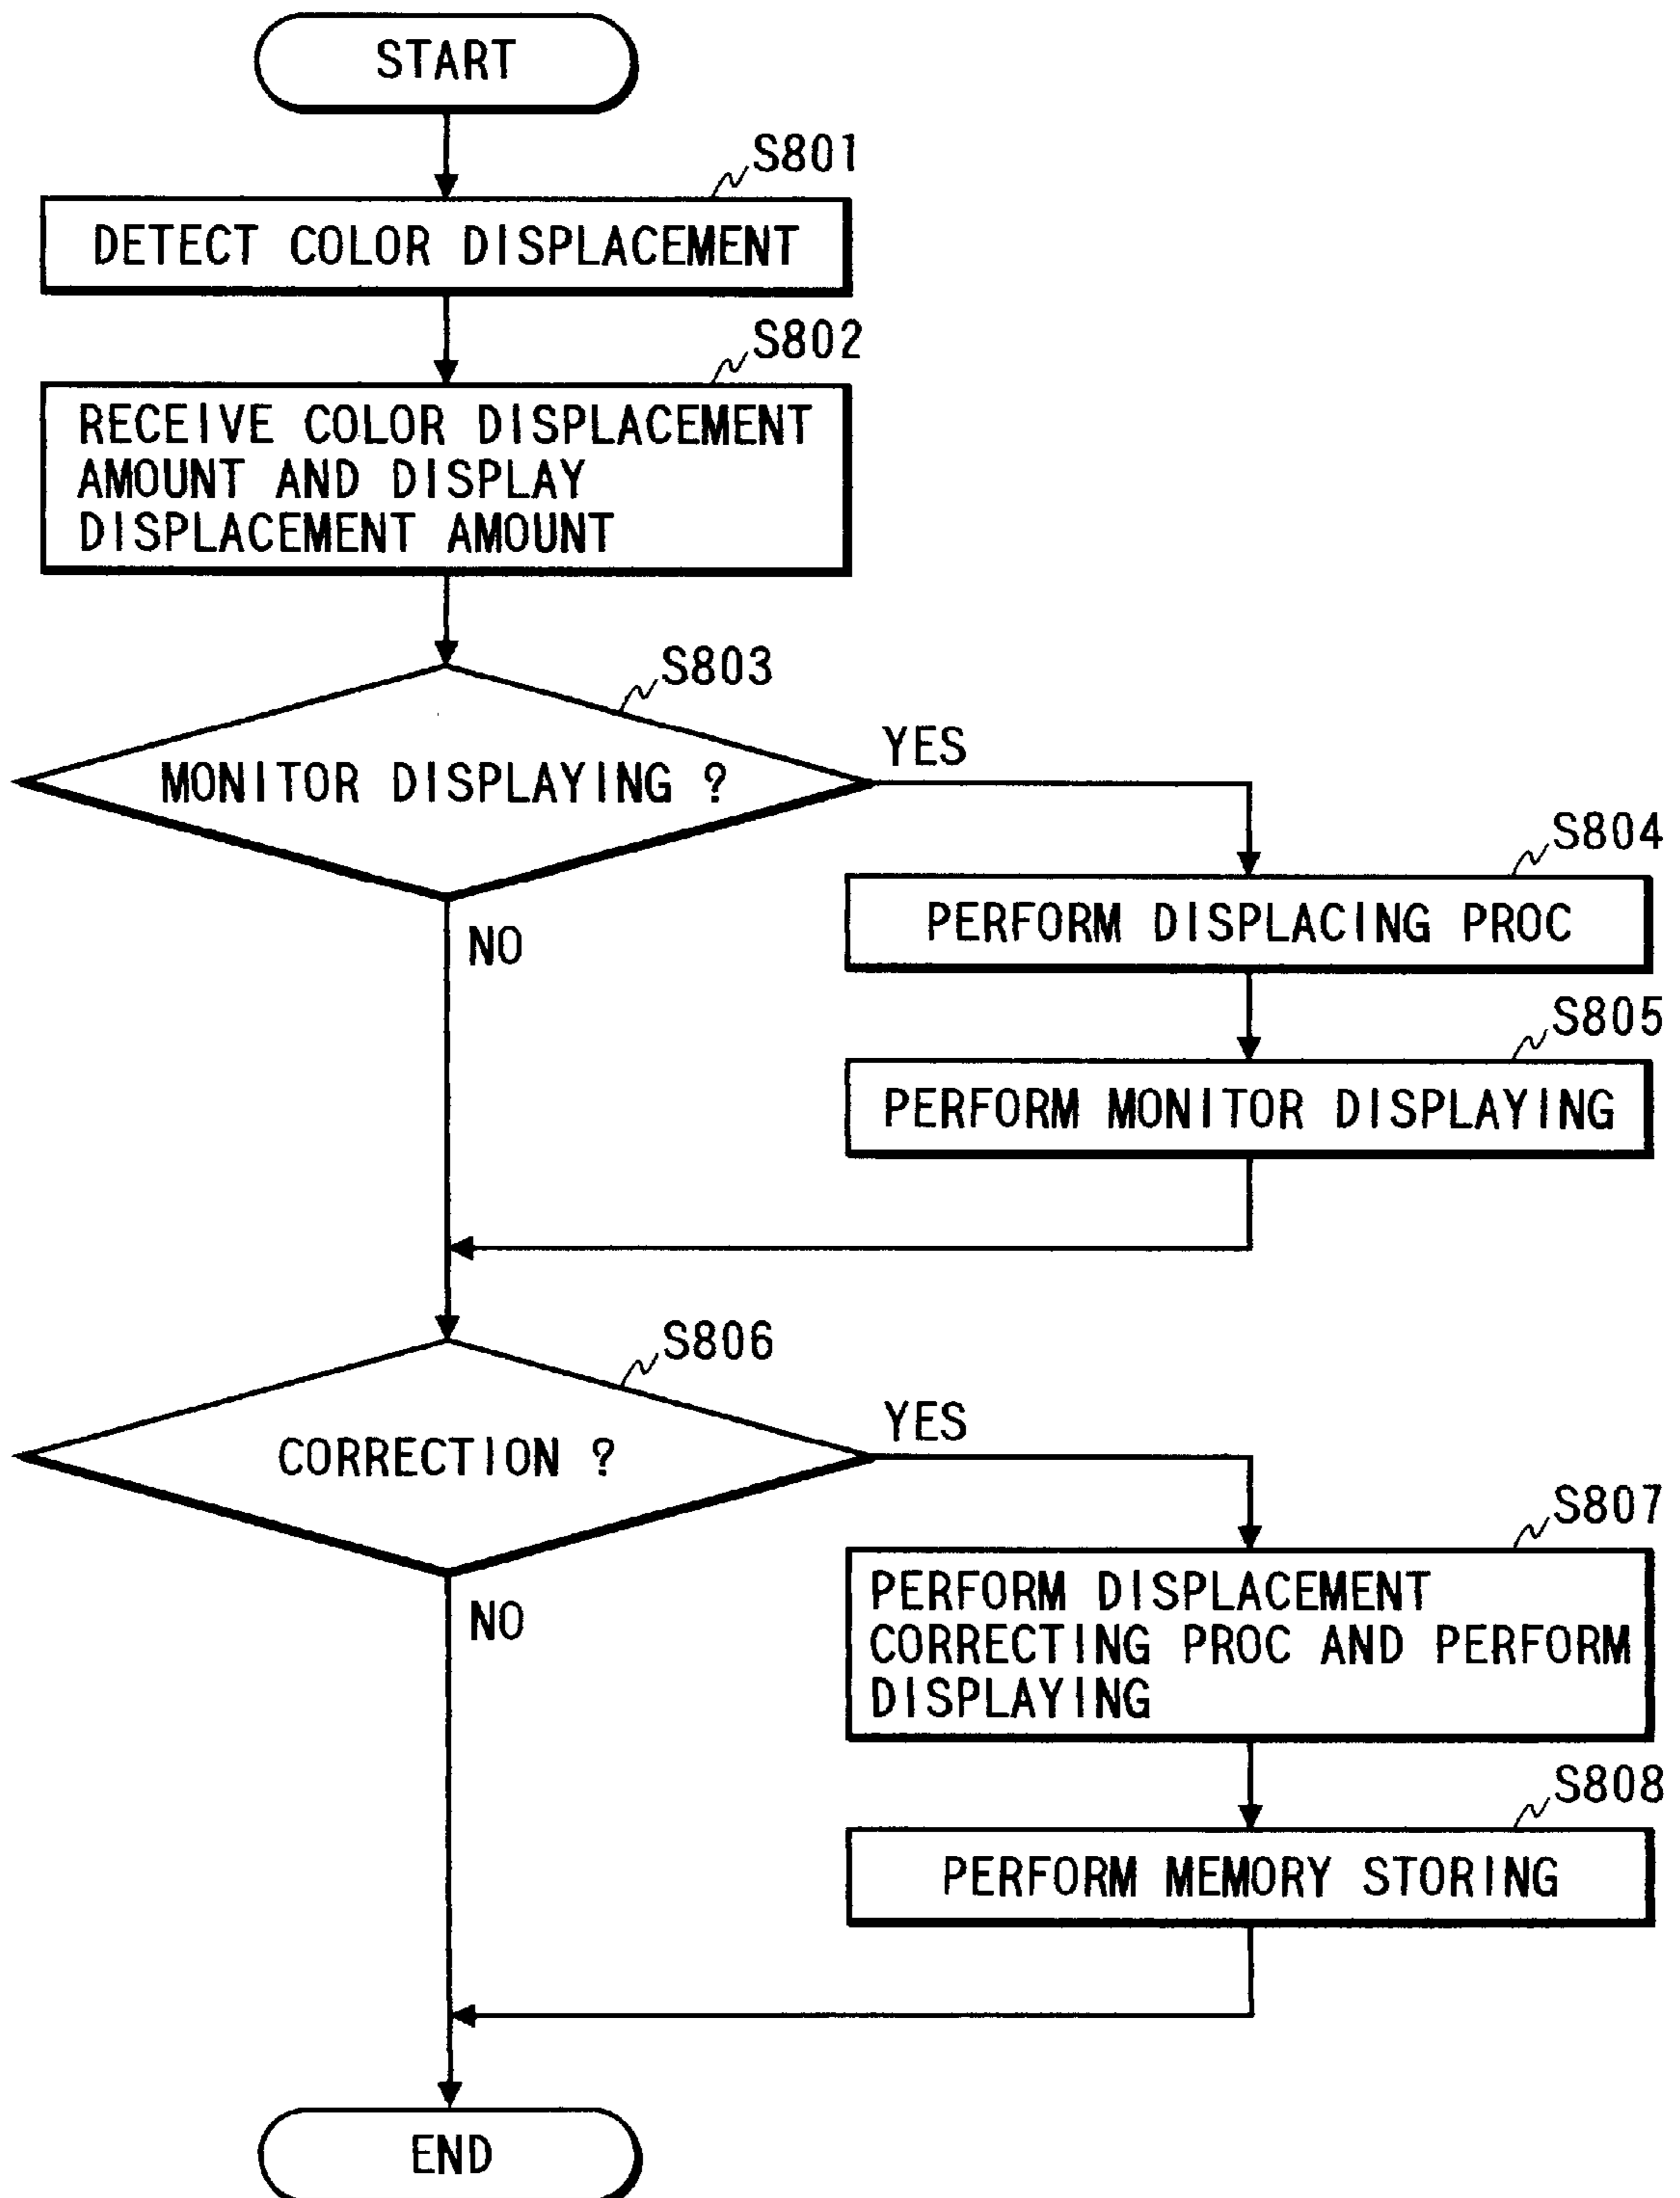 START
S801
DETECT COLOR DISPLACEMENT
S802
RECEIVE COLOR DISPLACEMENT
AMOUNT AND DISPLAY
DISPLACEMENT AMOUNT
S803
MONITOR DISPLAYING ?
YES
NO
S804
PERFORM DISPLACING PROC
S805
PERFORM MONITOR DISPLAYING
S806
CORRECTION ?
YES
NO
S807
PERFORM DISPLACEMENT
CORRECTING PROC AND PERFORM
DISPLAYING
S808
PERFORM MEMORY STORING
END